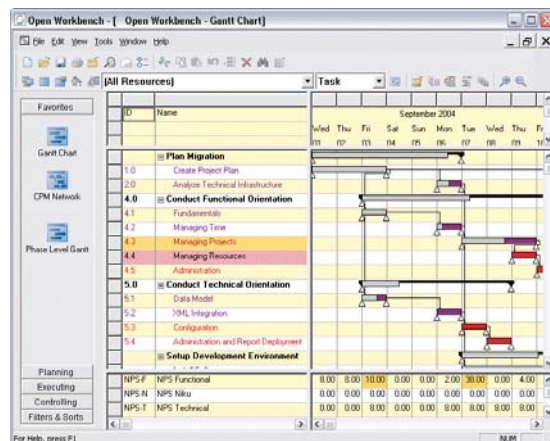 Open Workbench - [ Open Workbench - Gantt Chart]
File Edit View Tools Window Help
(All Resources) Task
Favorites
Gantt Chart
CPM Network
Phase Level Gantt
Planning
Executing
Controlling
Filters & Sorts
ID Name
September 2004
Wed Thu Fri Sat Sun Mon Tue Wed Thu Fr
01 02 03 04 05 06 07 08 09 10
Plan Migration
1.0 Create Project Plan
2.0 Analyze Technical Infrastructure
4.0 Conduct Functional Orientation
4.1 Fundamentals
4.2 Managing Time
4.3 Managing Projects
4.4 Managing Resources
4.5 Administration
5.0 Conduct Technical Orientation
5.1 Data Model
5.2 XML Integration
5.3 Configuration
5.4 Administration and Report Deployment
Setup Development Environment
NPS-F NPS Functional 8.00 8.00 10.00 0.00 0.00 2.00 38.00 0.00 4.00
NPS-N NPS Niku 0.00 0.00 0.00 0.00 0.00 0.00 0.00 0.00 0.00
NPS-T NPS Technical 0.00 0.00 8.00 0.00 0.00 8.00 8.00 8.00 8.00
For Help, press F1
NUM